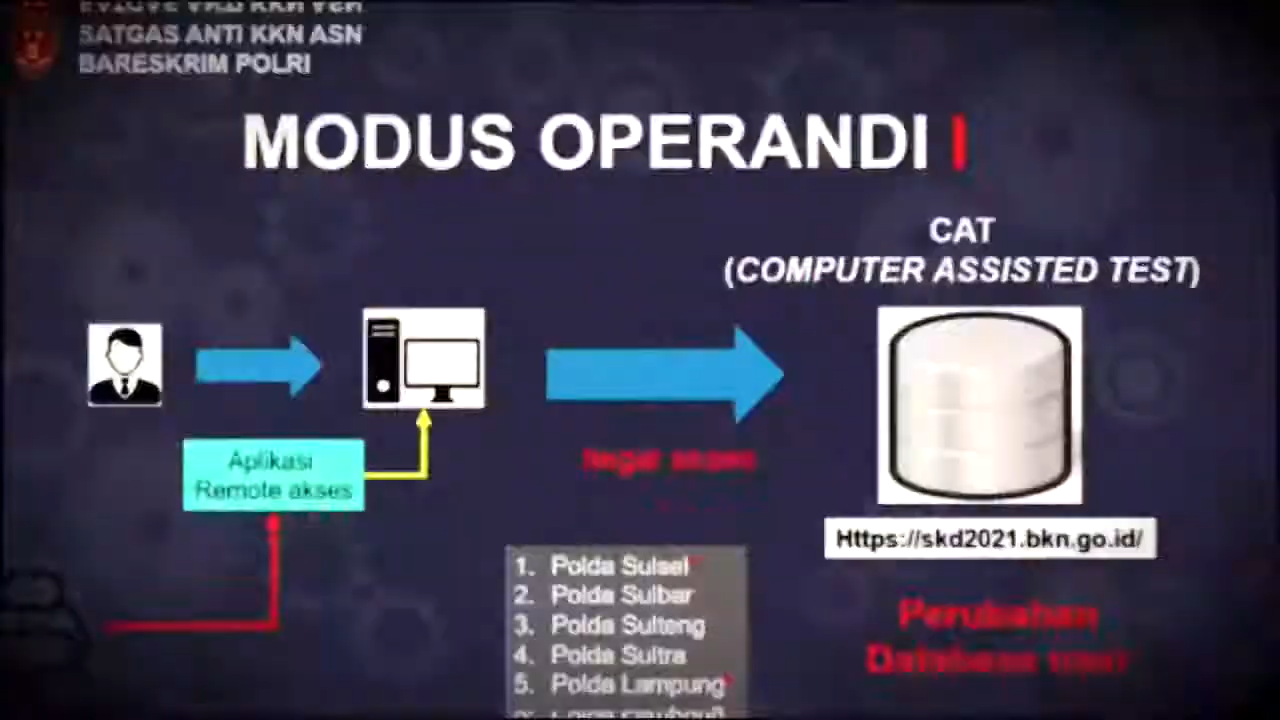 SATGAS ANTI KKN ASN
BARESKRIM POLRI
MODUS OPERANDI I
CAT
(COMPUTER ASSISTED TEST)
Aplikasi
Remote akses
Https://skd2021.bkn.go.id/
1. Polda Sulsel*
2. Polda Sulbar
3. Polda Sulteng
4. Polda Sultra
5. Polda Lampung*
Perubahan
Database